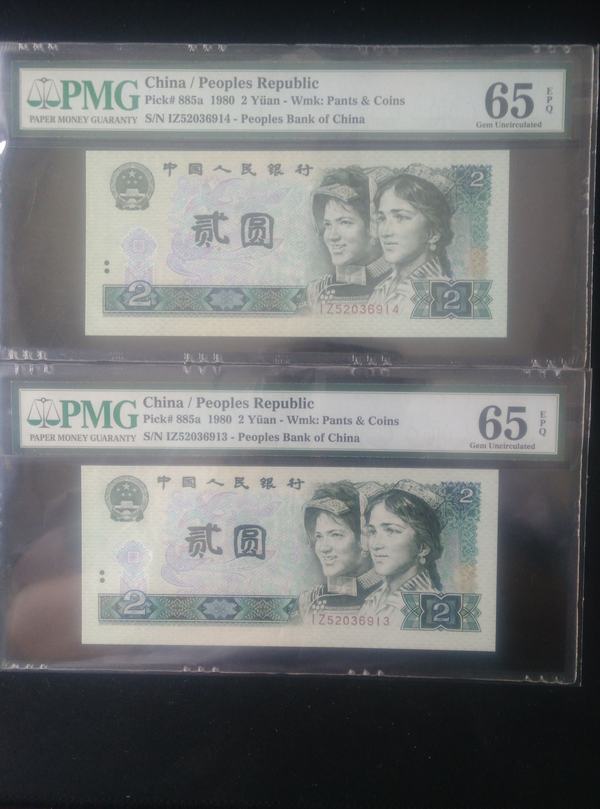 PMG
PAPER MONEY GUARANTY
China / Peoples Republic
Pick# 885a 1980 2 Yüan - Wmk: Pants & Coins
S/N IZ52036914 - Peoples Bank of China
65
EPQ
Gem Uncirculated
中国人民银行
贰圆
2
2
2
IZ52036914
PMG
PAPER MONEY GUARANTY
China / Peoples Republic
Pick# 885a 1980 2 Yüan - Wmk: Pants & Coins
S/N IZ52036913 - Peoples Bank of China
65
EPQ
Gem Uncirculated
中国人民银行
贰圆
2
2
2
IZ52036913